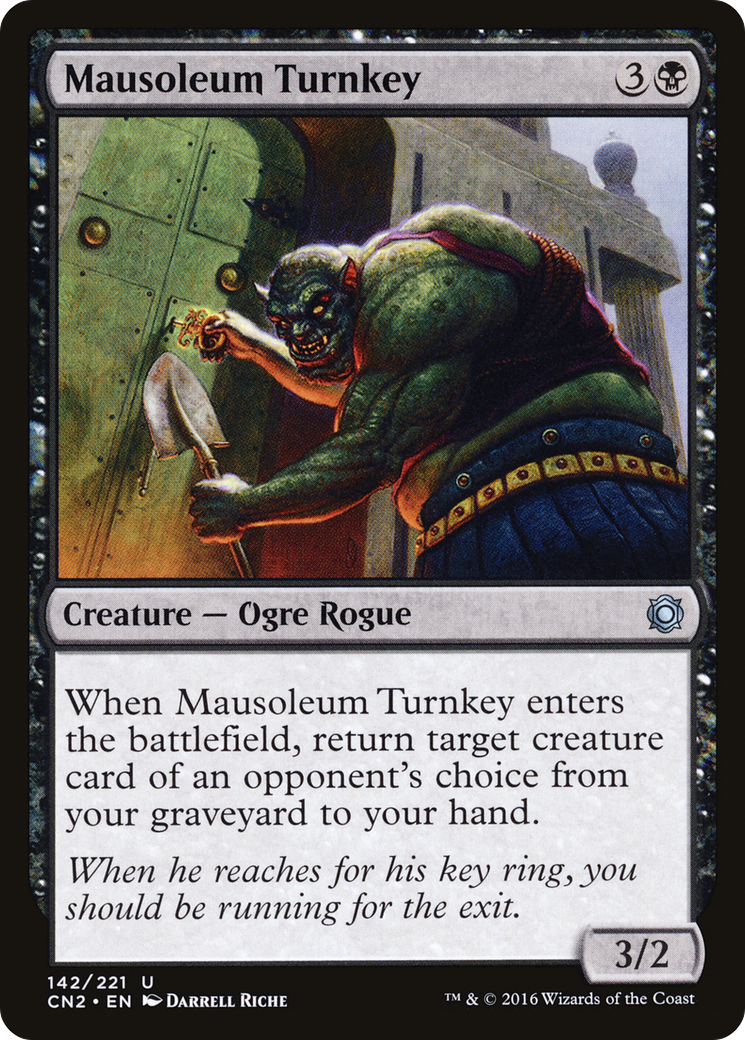 Mausoleum Turnkey 3
Creature — Ogre Rogue
When Mausoleum Turnkey enters
the battlefield, return target creature
card of an opponent's choice from
your graveyard to your hand.
When he reaches for his key ring, you
should be running for the exit.
3/2
142/221 U
CN2 • EN DARRELL RICHE
™ & © 2016 Wizards of the Coast